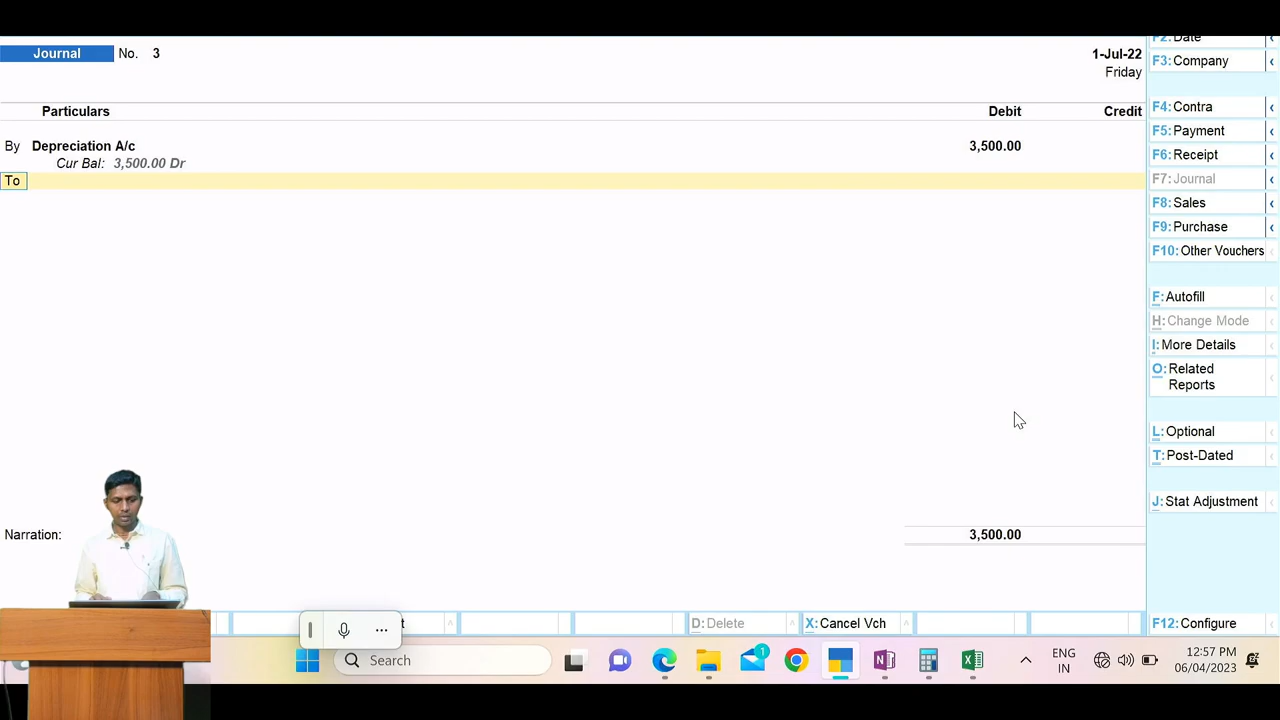 F2: Date
Journal No. 3 1-Jul-22
F3: Company
Friday
Particulars Debit Credit
F4: Contra
F5: Payment
By Depreciation A/c 3,500.00
F6: Receipt
Cur Bal: 3,500.00 Dr
To
F7: Journal
F8: Sales
F9: Purchase
F10: Other Vouchers
F: Autofill
H: Change Mode
I: More Details
O: Related
Reports
L: Optional
T: Post-Dated
J: Stat Adjustment
Narration: 3,500.00
D: Delete X: Cancel Vch F12: Configure
Search
1
ENG
IN
12:57 PM
06/04/2023